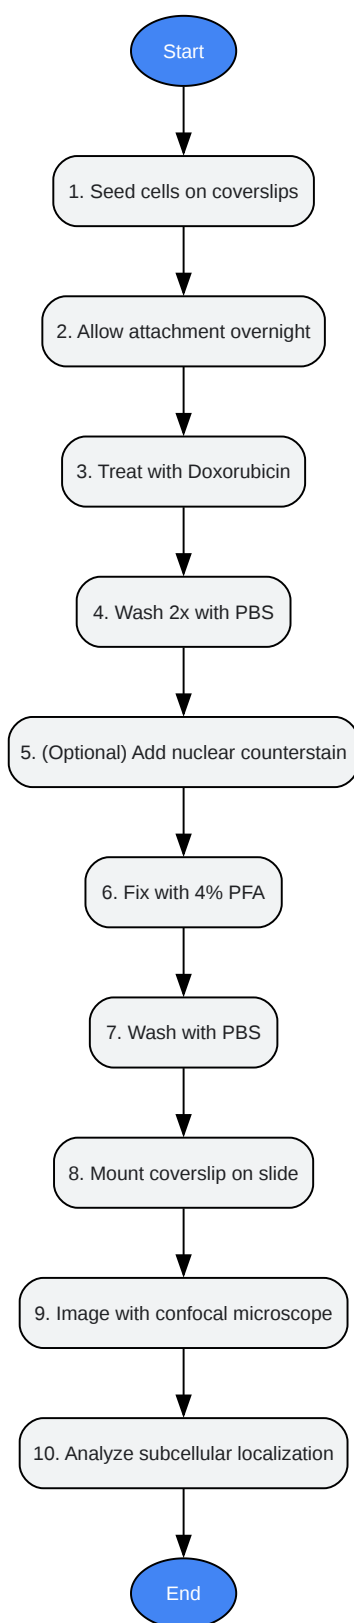 Start
1. Seed cells on coverslips
2. Allow attachment overnight
3. Treat with Doxorubicin
4. Wash 2x with PBS
5. (Optional) Add nuclear counterstain
6. Fix with 4% PFA
7. Wash with PBS
8. Mount coverslip on slide
9. Image with confocal microscope
10. Analyze subcellular localization
End